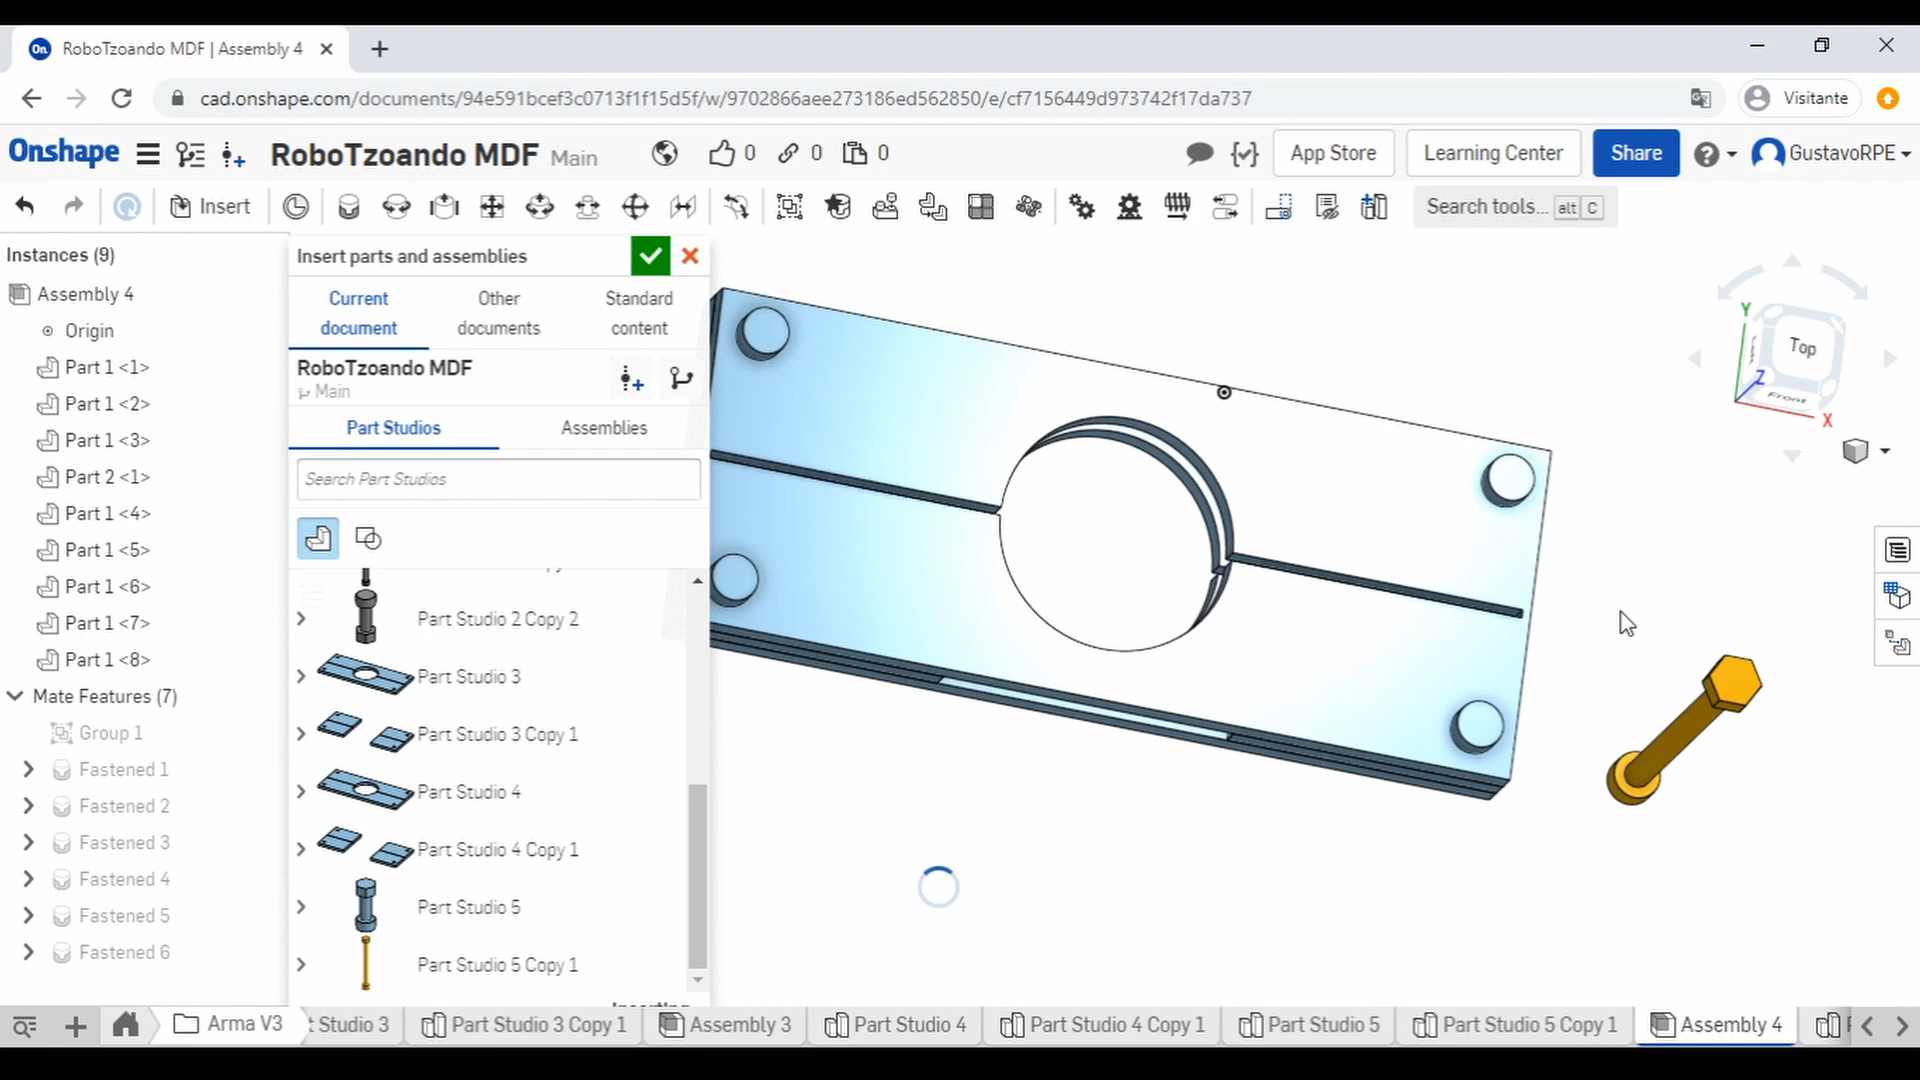 RoboTzoando MDF | Assembly 4
cad.onshape.com/documents/94e591bcef3c0713f1f15d5f/w/9702866aee273186ed562850/e/cf7156449d973742f17da737
Visitante
Onshape
RoboTzoando MDF Main
0
0
0
App Store
Learning Center
Share
GustavoRPE
Insert
Search tools... alt C
Instances (9)
Assembly 4
Origin
Part 1 <1>
Part 1 <2>
Part 1 <3>
Part 2 <1>
Part 1 <4>
Part 1 <5>
Part 1 <6>
Part 1 <7>
Part 1 <8>
Mate Features (7)
Group 1
Fastened 1
Fastened 2
Fastened 3
Fastened 4
Fastened 5
Fastened 6
Insert parts and assemblies
Current document
Other documents
Standard content
RoboTzoando MDF
Main
Part Studios
Assemblies
Search Part Studios
Part Studio 2 Copy 2
Part Studio 3
Part Studio 3 Copy 1
Part Studio 4
Part Studio 4 Copy 1
Part Studio 5
Part Studio 5 Copy 1
Y
Top
Z
Front
X
Arma V3
t Studio 3
Part Studio 3 Copy 1
Assembly 3
Part Studio 4
Part Studio 4 Copy 1
Part Studio 5
Part Studio 5 Copy 1
Assembly 4